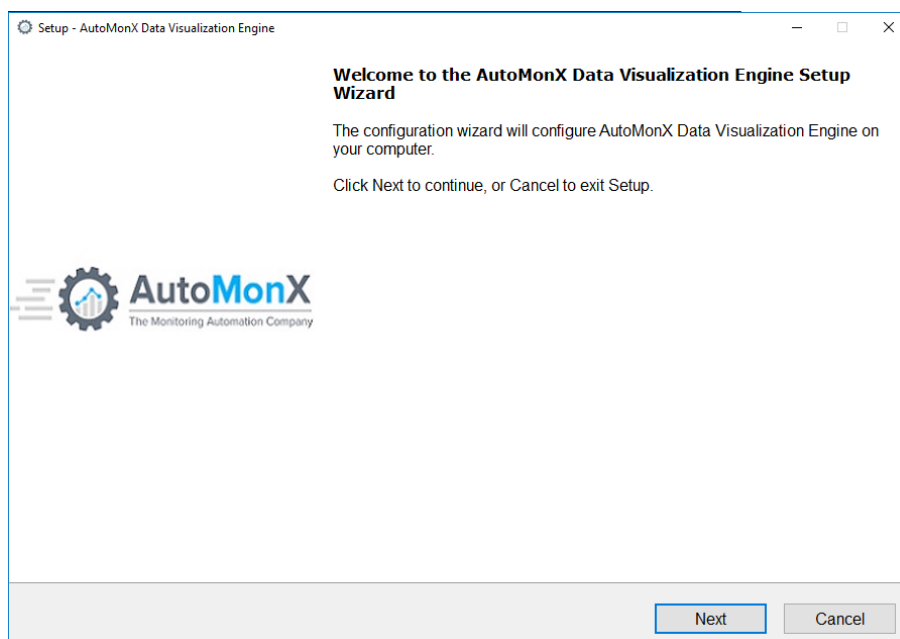 Setup - AutoMonX Data Visualization Engine
Welcome to the AutoMonX Data Visualization Engine Setup
Wizard
The configuration wizard will configure AutoMonX Data Visualization Engine on
your computer.
Click Next to continue, or Cancel to exit Setup.
AutoMonX
The Monitoring Automation Company
Next
Cancel